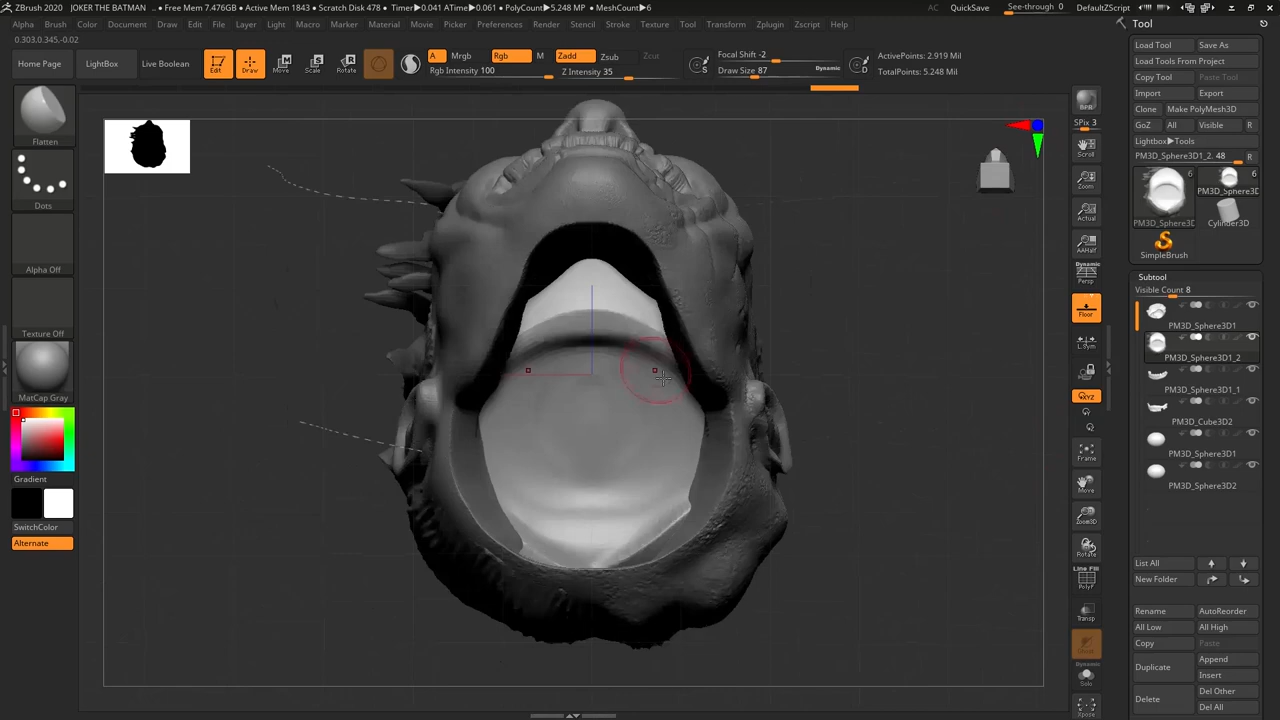 ZBrush 2020 JOKER THE BATMAN • Free Mem 7.476GB • Active Mem 1843 • Scratch Disk 478 • Timer▶0.041 ATime▶0.061 • PolyCount▶5.248 MP • MeshCount▶6 AC QuickSave See-through 0 Menus DefaultZScript
Alpha Brush Color Document Draw Edit File Layer Light Macro Marker Material Movie Picker Preferences Render Stencil Stroke Texture Tool Transform Zplugin Zscript Help
0.303,0.345,-0.02
Home Page LightBox Live Boolean Edit Draw Move Scale Rotate
A Mrgb Rgb M Zadd Zsub Zcut
Rgb Intensity 100 Z Intensity 35
S Focal Shift -2
Draw Size 87 Dynamic D
ActivePoints: 2.919 Mil
TotalPoints: 5.248 Mil
Flatten
Dots
Alpha Off
Texture Off
MatCap Gray
Gradient
SwitchColor
Alternate
BPR
SPix 3
Scroll
Zoom
Actual
AAHalf
Dynamic
Persp
Floor
L.Sym
XYZ
Frame
Move
Zoom3D
Rotate
Line Fill
PolyF
Transp
Dynamic
Solo
Xpose
Tool
Load Tool Save As
Load Tools From Project
Copy Tool Paste Tool
Import Export
Clone Make PolyMesh3D
GoZ All Visible R
Lightbox▶Tools
PM3D_Sphere3D1_2. 48 R
6 6
PM3D_Sphere3D
PM3D_Sphere3D Cylinder3D
SimpleBrush
Subtool
Visible Count 8
PM3D_Sphere3D1
PM3D_Sphere3D1_2
PM3D_Sphere3D1_1
PM3D_Cube3D2
PM3D_Sphere3D1
PM3D_Sphere3D2
List All
New Folder
Rename AutoReorder
All Low All High
Copy Paste
Duplicate Append
Insert
Delete Del Other
Del All